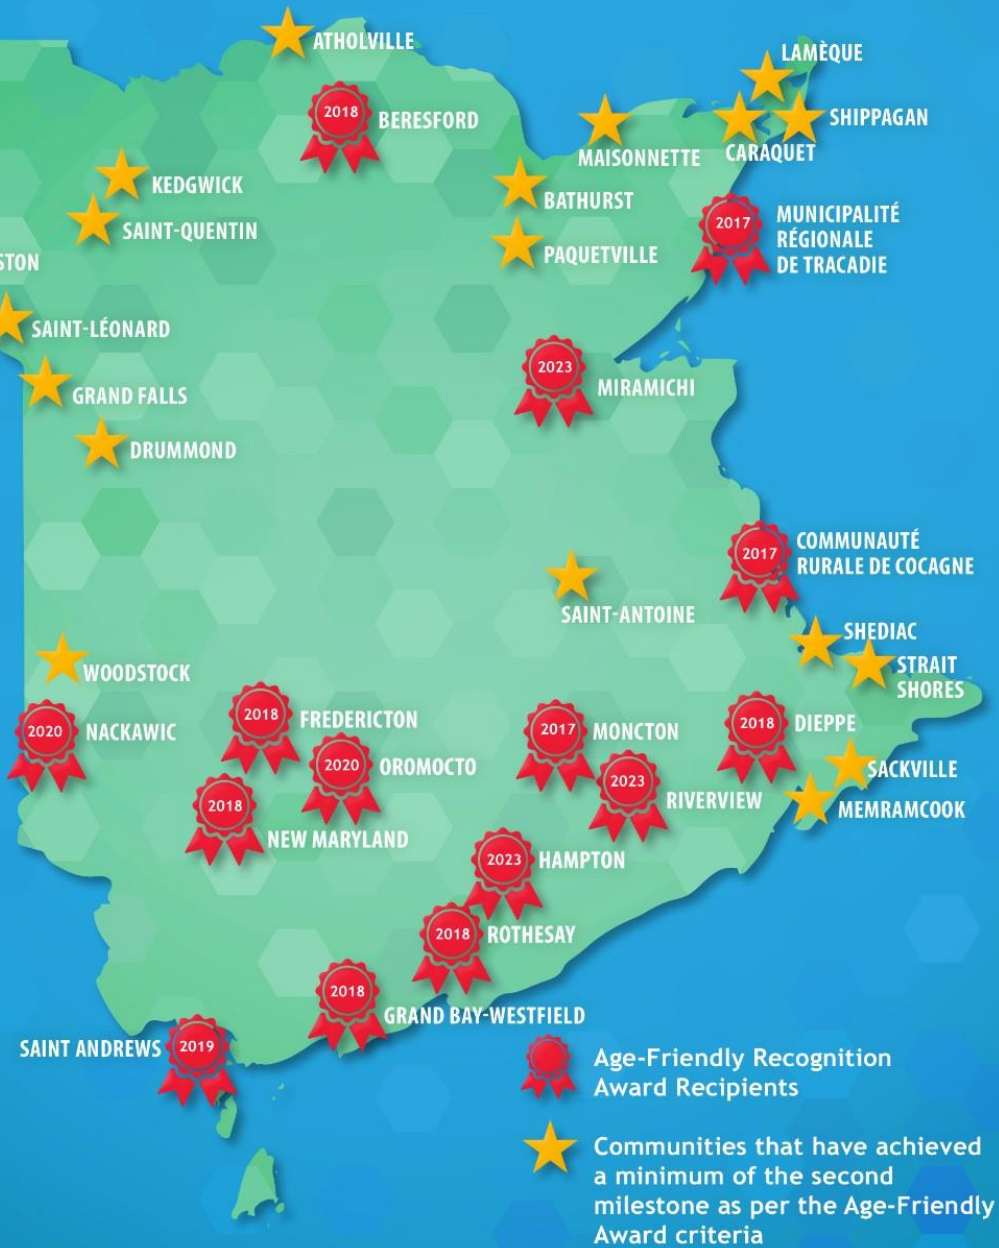 ATHOLVILLE
LAMÈQUE
2018
BERESFORD
SHIPPAGAN
MAISONNETTE
CARAQUET
KEDGWICK
BATHURST
SAINT-QUENTIN
2017
MUNICIPALITÉ
RÉGIONALE
DE TRACADIE
STON
PAQUETVILLE
SAINT-LÉONARD
GRAND FALLS
2023
MIRAMICHI
DRUMMOND
2017
COMMUNAUTÉ
RURALE DE COCAGNE
SAINT-ANTOINE
SHEDIAC
STRAIT
SHORES
WOODSTOCK
2020
NACKAWIC
2018
FREDERICTON
2017
MONCTON
2018
DIEPPE
2020
OROMOCTO
SACKVILLE
2023
RIVERVIEW
MEMRAMCOOK
2018
NEW MARYLAND
2023
HAMPTON
2018
ROTHESAY
2018
GRAND BAY-WESTFIELD
SAINT ANDREWS
2019
Age-Friendly Recognition
Award Recipients
Communities that have achieved
a minimum of the second
milestone as per the Age-Friendly
Award criteria